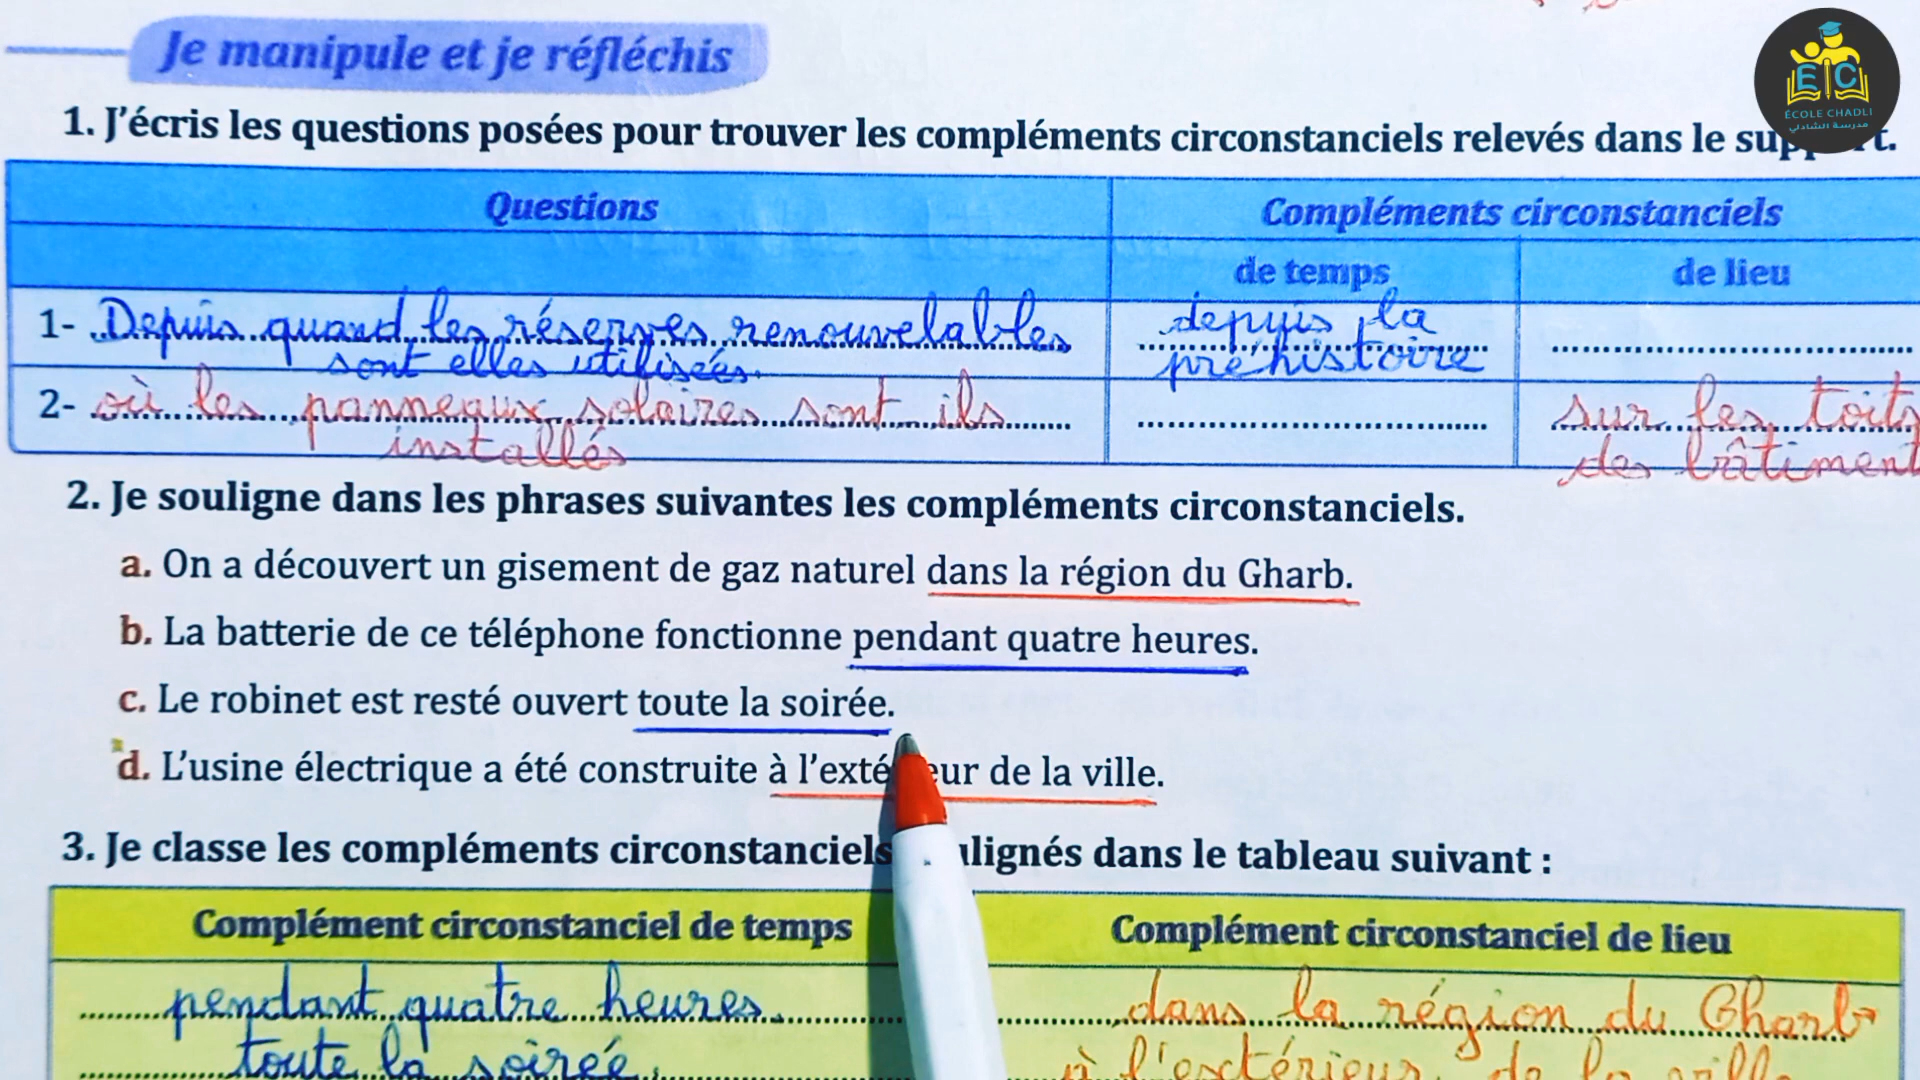 Je manipule et je réfléchis
ÉCOLE CHADLI
مدرسة الشادلي
1. J'écris les questions posées pour trouver les compléments circonstanciels relevés dans le
Questions
Compléments circonstanciels
de temps
de lieu
1- Depuis quand les réserves renouvelables
sont elles utilisées.
depuis la
préhistoire
2- où les panneaux solaires sont ils
installés
sur les toits
des bâtiment
2. Je souligne dans les phrases suivantes les compléments circonstanciels.
a. On a découvert un gisement de gaz naturel dans la région du Gharb.
b. La batterie de ce téléphone fonctionne pendant quatre heures.
c. Le robinet est resté ouvert toute la soirée.
d. L'usine électrique a été construite à l'exté eur de la ville.
3. Je classe les compléments circonstanciels lignés dans le tableau suivant :
Complément circonstanciel de temps
Complément circonstanciel de lieu
pendant quatre heures.
dans la région du Gharb
toute la soirée.
à l'extérieur de la ville